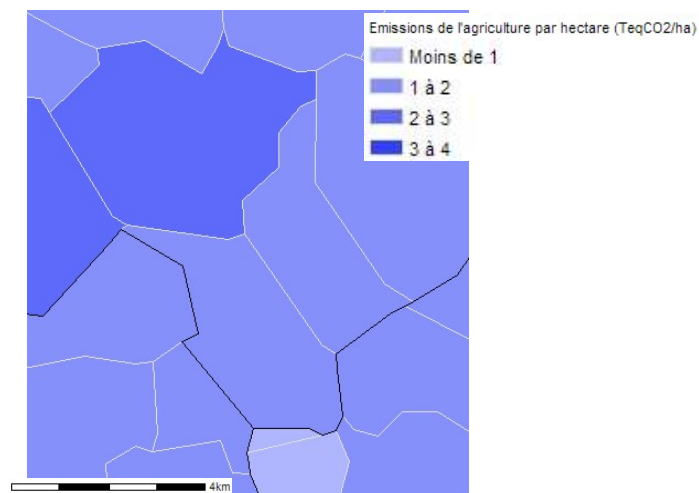 Emissions de l'agriculture par hectare (TeqCO2/ha)
Moins de 1
1 à 2
2 à 3
3 à 4
4km